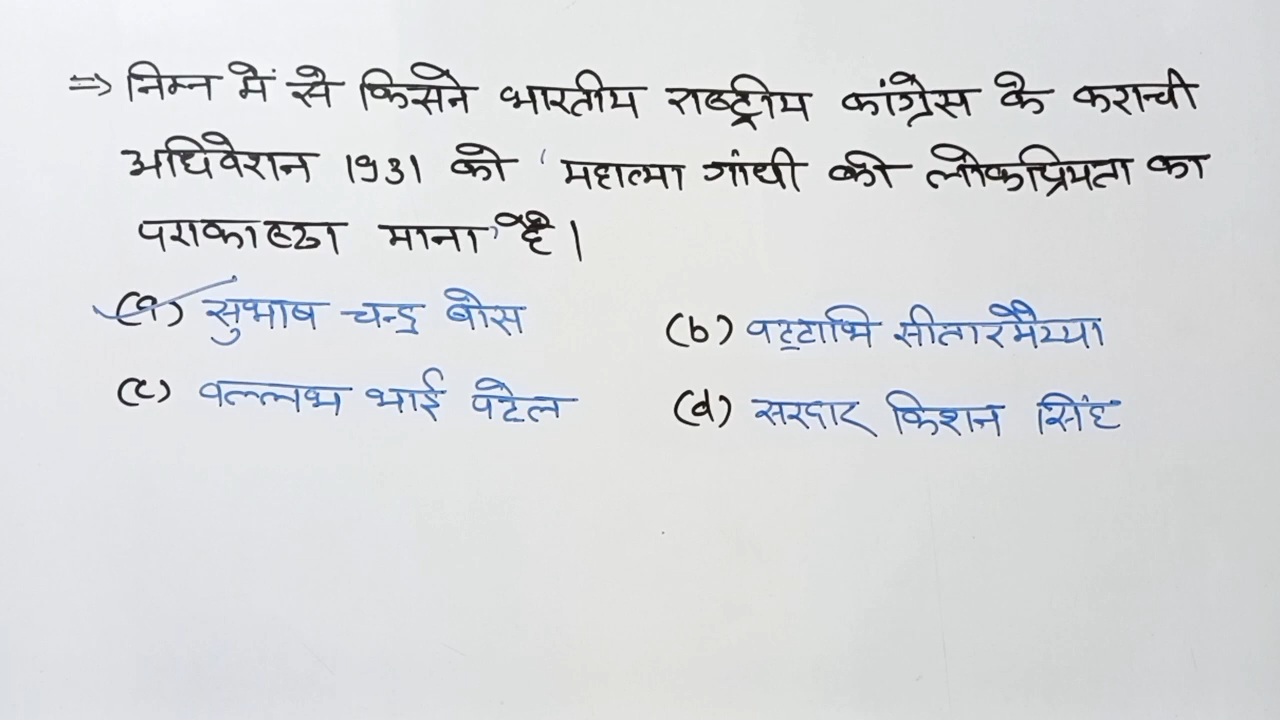 ⇒ निम्न में से किसने भारतीय राष्ट्रीय कांग्रेस के कराची
अधिवेशन 1931 को ' महात्मा गांधी की लोकप्रियता का
पराकाष्ठा माना' है।
(a) सुभाष चन्द्र बोस (b) पट्टाभि सीतारमैय्या
(c) वल्लभ भाई पटेल (d) सरदार किशन सिंह